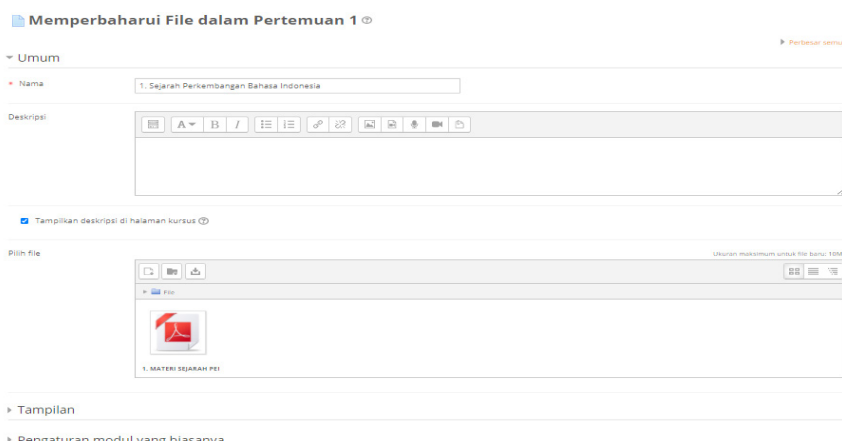 Memperbaharui File dalam Pertemuan 1
Perbesar semu
Umum
* Nama
1. Sejarah Perkembangan Bahasa Indonesia
Deskripsi
A B I
Tampilkan deskripsi di halaman kursus
Pilih file
Ukuran maksimum untuk file baru: 10M
File
1. MATERI SEJARAH PEI
Tampilan
Pengaturan modul yang biasanya